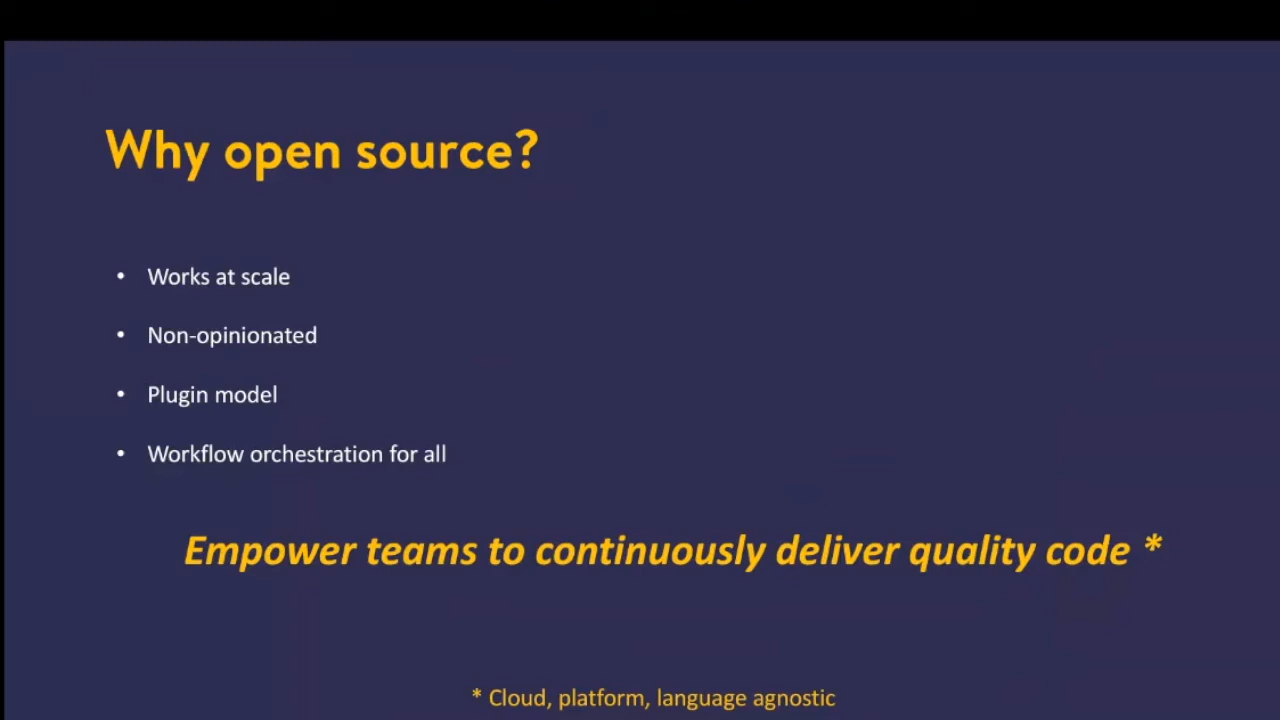 Why open source?
• Works at scale
• Non-opinionated
• Plugin model
• Workflow orchestration for all
Empower teams to continuously deliver quality code *
* Cloud, platform, language agnostic